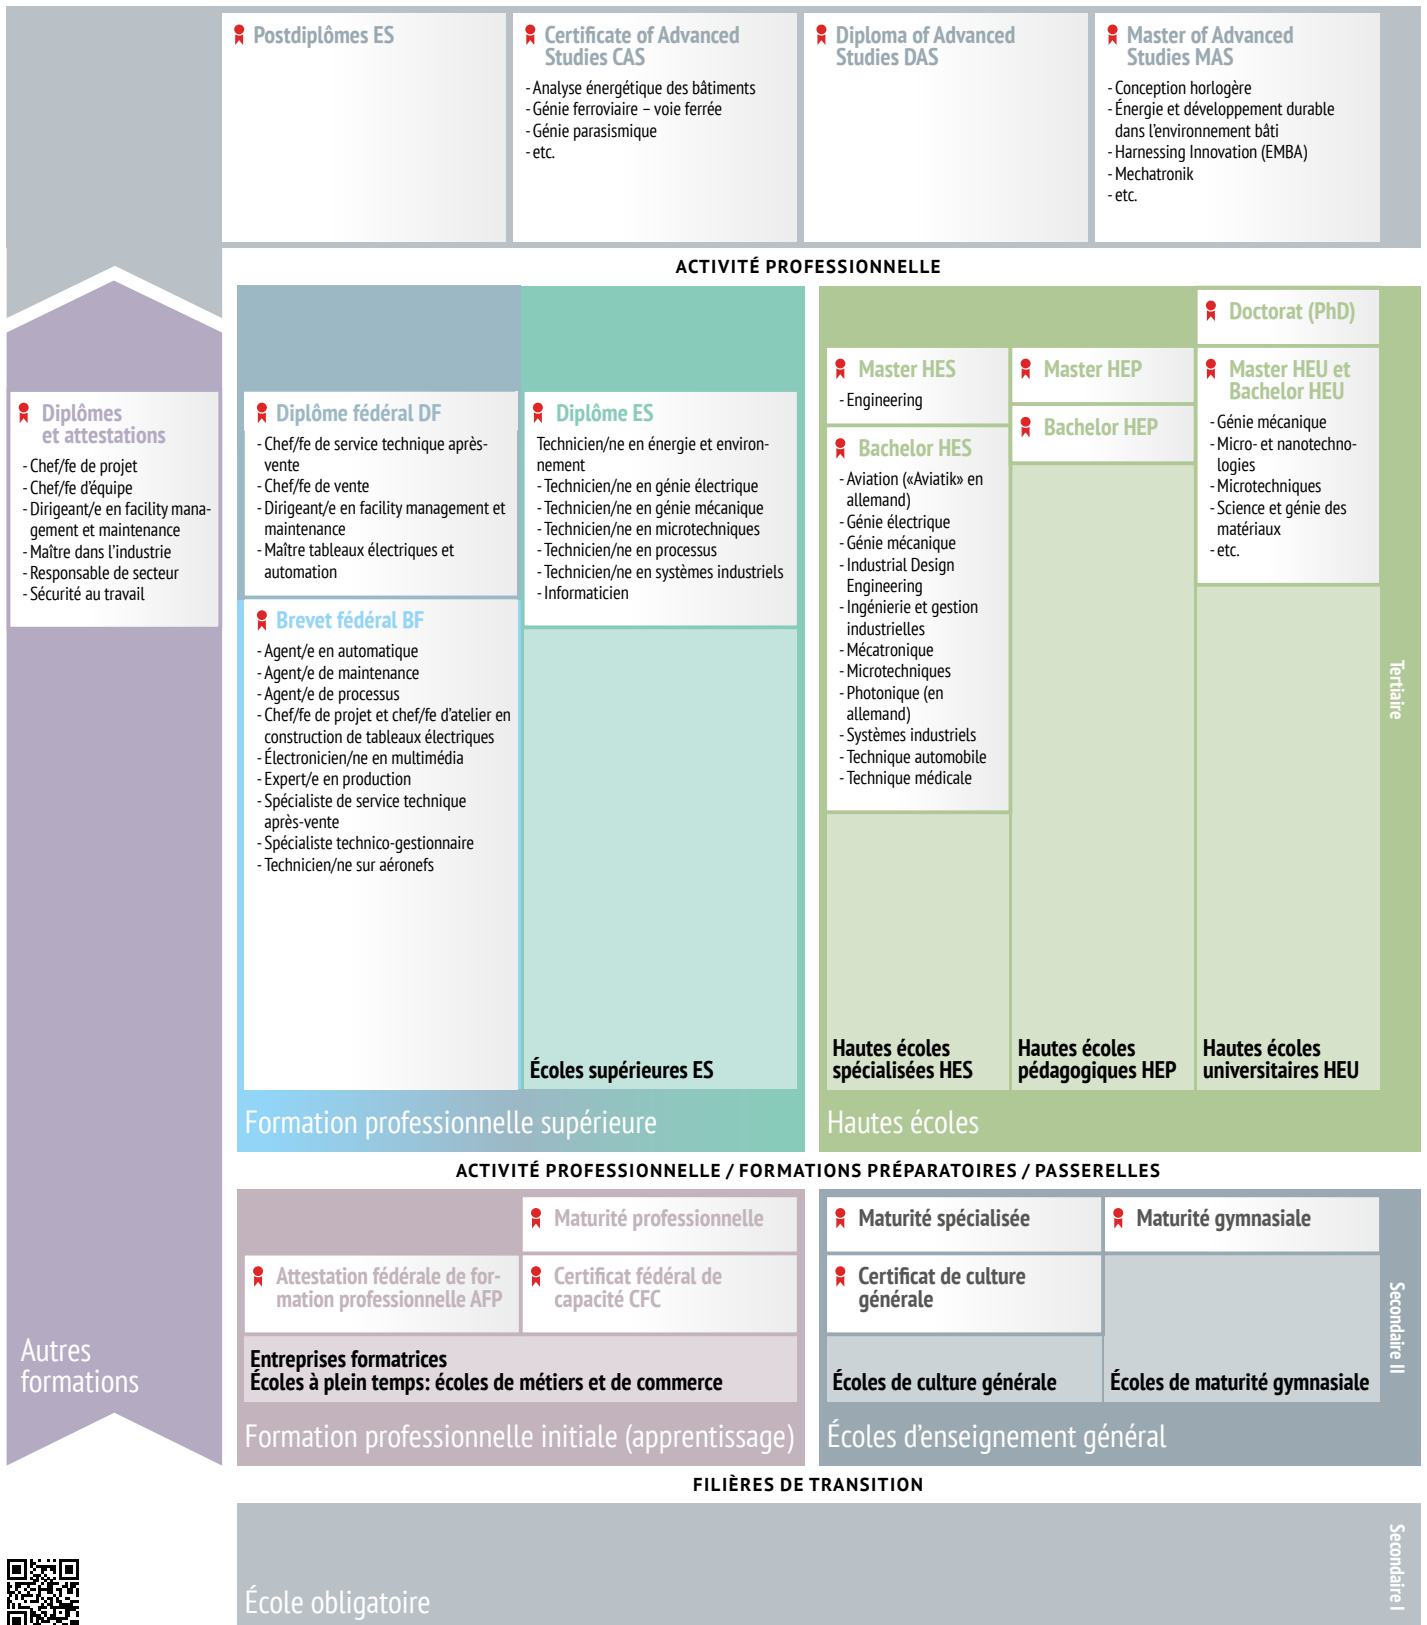 Postdiplômes ES
Certificate of Advanced
Studies CAS
- Analyse énergétique des bâtiments
- Génie ferroviaire – voie ferrée
- Génie parasismique
- etc.
Diploma of Advanced
Studies DAS
Master of Advanced
Studies MAS
- Conception horlogère
- Énergie et développement durable
dans l'environnement bâti
- Harnessing Innovation (EMBA)
- Mechatronik
- etc.
ACTIVITÉ PROFESSIONNELLE
Diplômes
et attestations
- Chef/fe de projet
- Chef/fe d'équipe
- Dirigeant/e en facility mana-
gement et maintenance
- Maître dans l'industrie
- Responsable de secteur
- Sécurité au travail
Diplôme fédéral DF
- Chef/fe de service technique après-
vente
- Chef/fe de vente
- Dirigeant/e en facility management et
maintenance
- Maître tableaux électriques et
automation
Brevet fédéral BF
- Agent/e en automatique
- Agent/e de maintenance
- Agent/e de processus
- Chef/fe de projet et chef/fe d'atelier en
construction de tableaux électriques
- Électronicien/ne en multimédia
- Expert/e en production
- Spécialiste de service technique
après-vente
- Spécialiste technico-gestionnaire
- Technicien/ne sur aéronefs
Diplôme ES
Technicien/ne en énergie et environ-
nement
- Technicien/ne en génie électrique
- Technicien/ne en génie mécanique
- Technicien/ne en microtechniques
- Technicien/ne en processus
- Technicien/ne en systèmes industriels
- Informaticien
Écoles supérieures ES
Formation professionnelle supérieure
Master HES
- Engineering
Bachelor HES
- Aviation («Aviatik» en
allemand)
- Génie électrique
- Génie mécanique
- Industrial Design
Engineering
- Ingénierie et gestion
industrielles
- Mécatronique
- Microtechniques
- Photonique (en
allemand)
- Systèmes industriels
- Technique automobile
- Technique médicale
Hautes écoles
spécialisées HES
Master HEP
Bachelor HEP
Hautes écoles
pédagogiques HEP
Doctorat (PhD)
Master HEU et
Bachelor HEU
- Génie mécanique
- Micro- et nanotechno-
logies
- Microtechniques
- Science et génie des
matériaux
- etc.
Hautes écoles
universitaires HEU
Hautes écoles
Tertiaire
ACTIVITÉ PROFESSIONNELLE / FORMATIONS PRÉPARATOIRES / PASSERELLES
Maturité professionnelle
Attestation fédérale de for-
mation professionnelle AFP
Certificat fédéral de
capacité CFC
Entreprises formatrices
Écoles à plein temps: écoles de métiers et de commerce
Formation professionnelle initiale (apprentissage)
Maturité spécialisée
Certificat de culture
générale
Écoles de culture générale
Maturité gymnasiale
Écoles de maturité gymnasiale
Écoles d'enseignement général
Secondaire II
Autres
formations
FILIÈRES DE TRANSITION
École obligatoire
Secondaire I